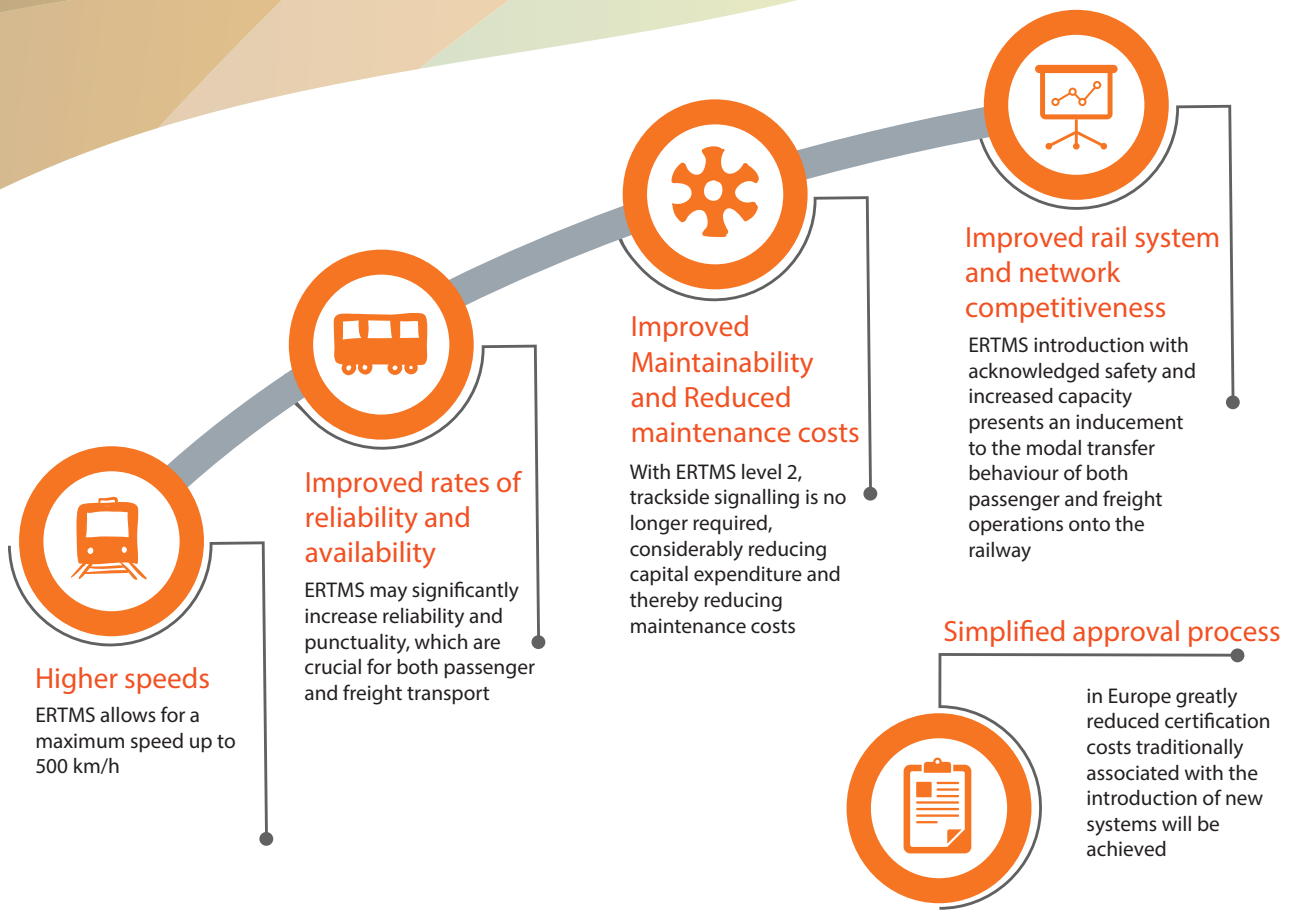 Higher speeds
ERTMS allows for a
maximum speed up to
500 km/h
Improved rates of
reliability and
availability
ERTMS may significantly
increase reliability and
punctuality, which are
crucial for both passenger
and freight transport
Improved
Maintainability
and Reduced
maintenance costs
With ERTMS level 2,
trackside signalling is no
longer required,
considerably reducing
capital expenditure and
thereby reducing
maintenance costs
Improved rail system
and network
competitiveness
ERTMS introduction with
acknowledged safety and
increased capacity
presents an inducement
to the modal transfer
behaviour of both
passenger and freight
operations onto the
railway
Simplified approval process
in Europe greatly
reduced certification
costs traditionally
associated with the
introduction of new
systems will be
achieved